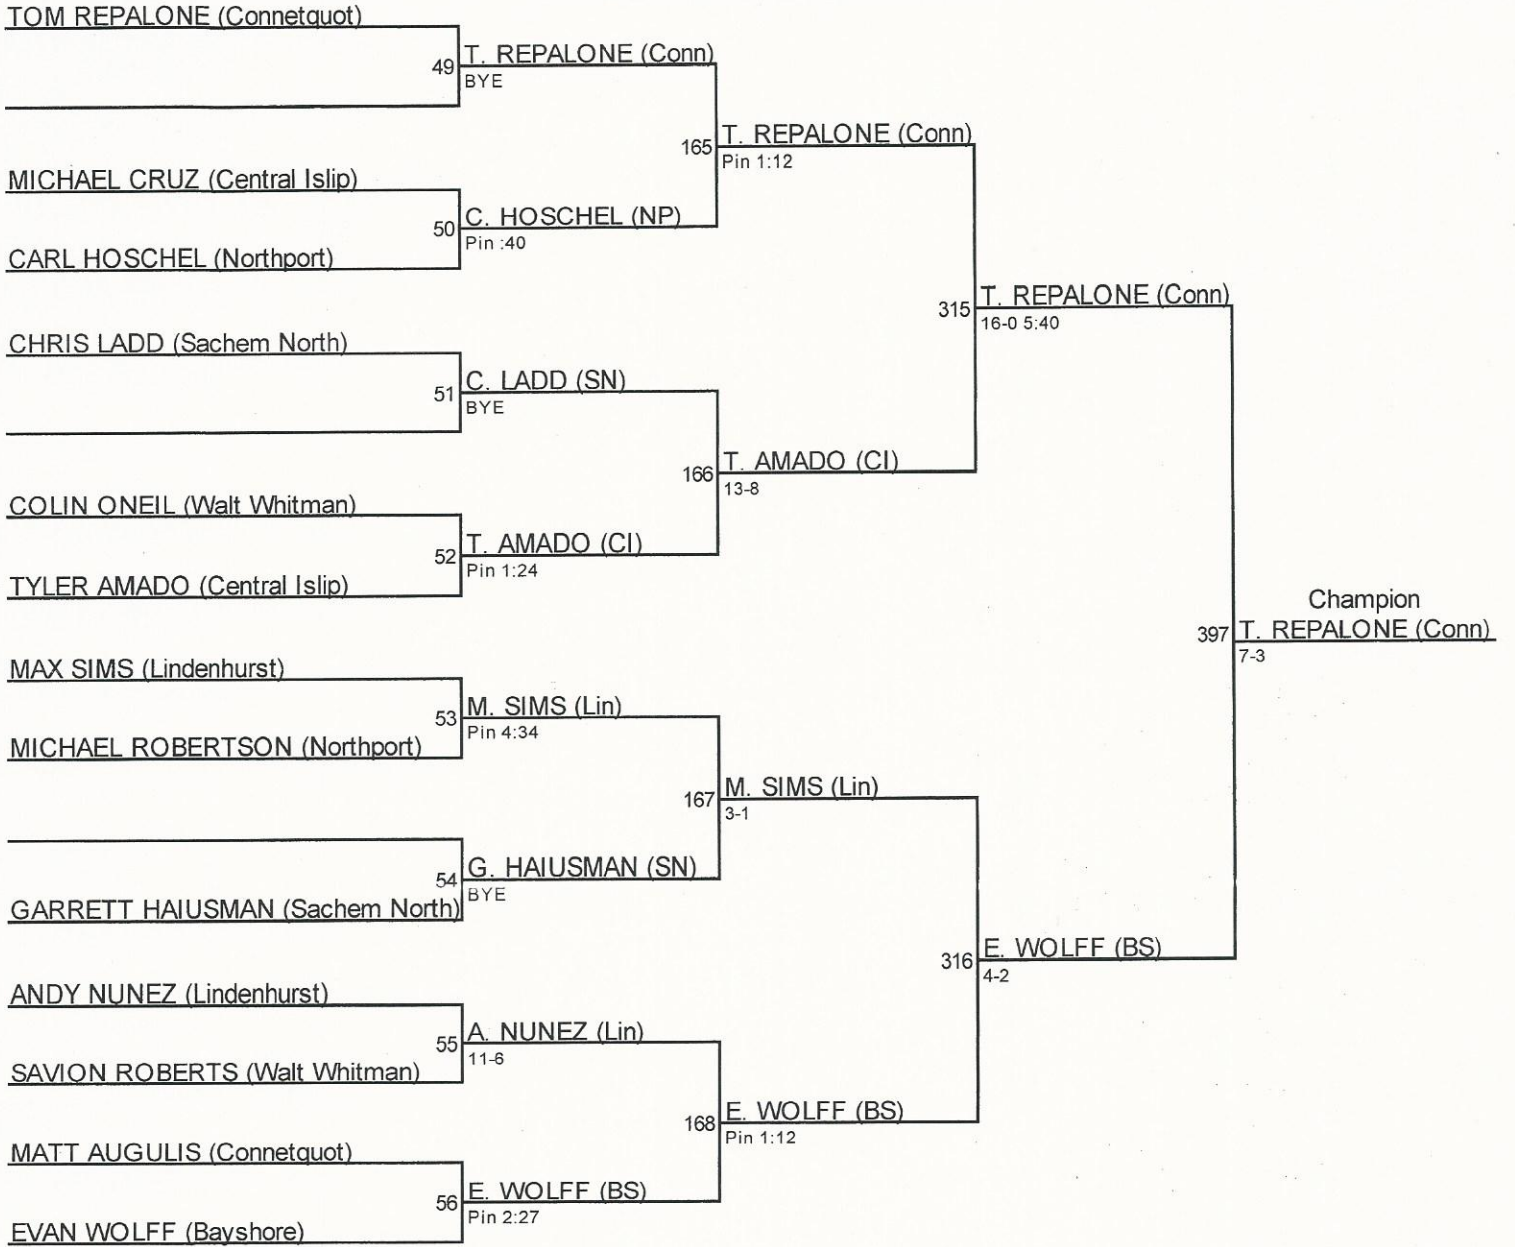 TOM REPALONE (Connetquot)
49 T. REPALONE (Conn)
BYE
165 T. REPALONE (Conn)
Pin 1:12
MICHAEL CRUZ (Central Islip)
50 C. HOSCHEL (NP)
Pin :40
CARL HOSCHEL (Northport)
315 T. REPALONE (Conn)
16-0 5:40
CHRIS LADD (Sachem North)
51 C. LADD (SN)
BYE
166 T. AMADO (CI)
13-8
COLIN ONEIL (Walt Whitman)
52 T. AMADO (CI)
Pin 1:24
TYLER AMADO (Central Islip)
Champion
397 T. REPALONE (Conn)
7-3
MAX SIMS (Lindenhurst)
53 M. SIMS (Lin)
Pin 4:34
MICHAEL ROBERTSON (Northport)
167 M. SIMS (Lin)
3-1
54 G. HAIUSMAN (SN)
BYE
GARRETT HAIUSMAN (Sachem North)
316 E. WOLFF (BS)
4-2
ANDY NUNEZ (Lindenhurst)
55 A. NUNEZ (Lin)
11-6
SAVION ROBERTS (Walt Whitman)
168 E. WOLFF (BS)
Pin 1:12
MATT AUGULIS (Connetquot)
56 E. WOLFF (BS)
Pin 2:27
EVAN WOLFF (Bayshore)